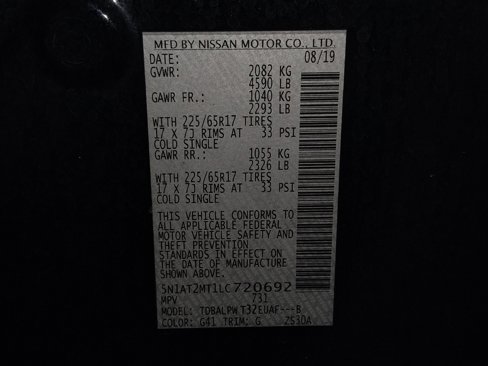 MFD BY NISSAN MOTOR CO., LTD.
DATE: 08/19
GVWR: 2082 KG
4590 LB
GAWR FR.: 1040 KG
2293 LB
WITH 225/65R17 TIRES
17 X 7J RIMS AT 33 PSI
COLD SINGLE
GAWR RR.: 1055 KG
2326 LB
WITH 225/65R17 TIRES
17 X 7J RIMS AT 33 PSI
COLD SINGLE
THIS VEHICLE CONFORMS TO
ALL APPLICABLE FEDERAL
MOTOR VEHICLE SAFETY AND
THEFT PREVENTION
STANDARDS IN EFFECT ON
THE DATE OF MANUFACTURE
SHOWN ABOVE.
5N1AT2MT1LC720692
MPV 731
MODEL: TDBALPW T32EUAF---B
COLOR: G41 TRIM: G 2S30A